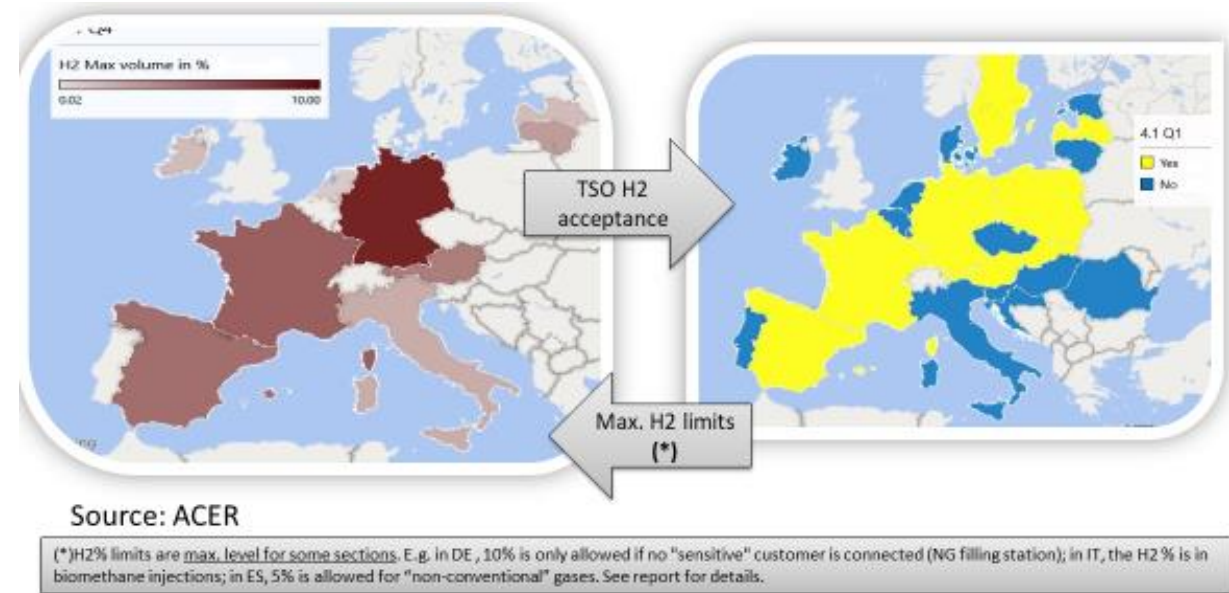 Q4
H2 Max volume in %
0.02 10.00
TSO H2
acceptance
4.1 Q1
Yes
No
Max. H2 limits
(*)
Source: ACER
(*)H2% limits are max. level for some sections. E.g. in DE , 10% is only allowed if no "sensitive" customer is connected (NG filling station); in IT, the H2 % is in
biomethane injections; in ES, 5% is allowed for “non-conventional” gases. See report for details.